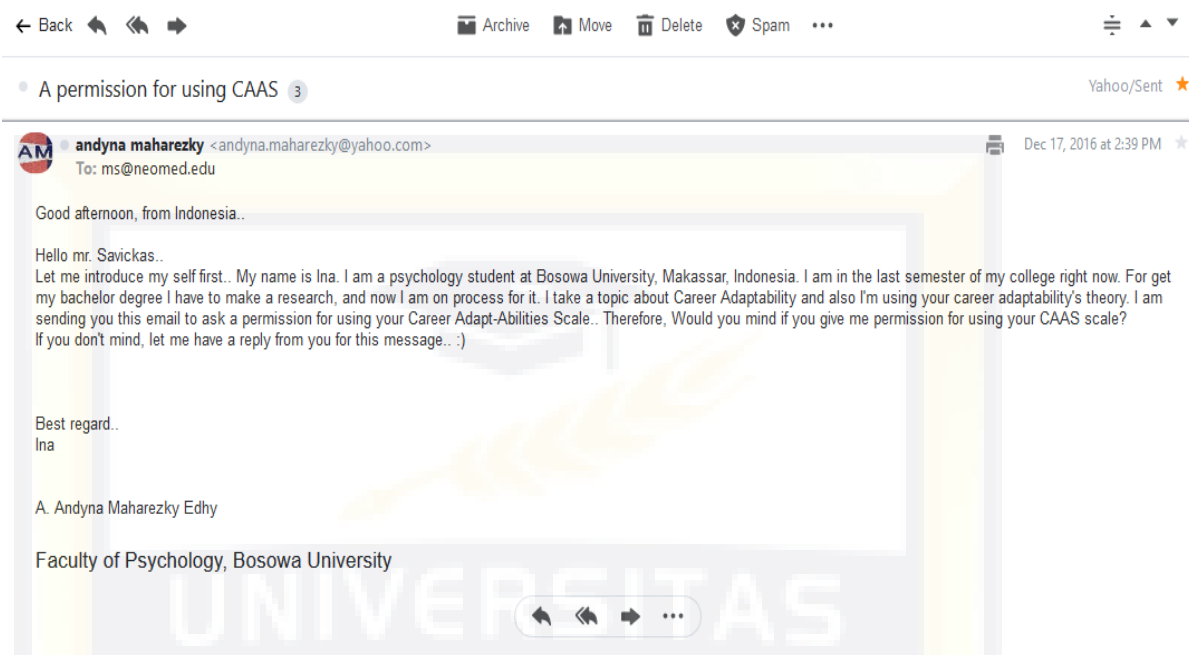 Back Archive Move Delete Spam
A permission for using CAAS 3 Yahoo/Sent
AM andyna maharezky <andyna.maharezky@yahoo.com> Dec 17, 2016 at 2:39 PM
To: ms@neomed.edu
Good afternoon, from Indonesia..
Hello mr. Savickas..
Let me introduce my self first.. My name is Ina. I am a psychology student at Bosowa University, Makassar, Indonesia. I am in the last semester of my college right now. For get
my bachelor degree I have to make a research, and now I am on process for it. I take a topic about Career Adaptability and also I'm using your career adaptability's theory. I am
sending you this email to ask a permission for using your Career Adapt-Abilities Scale.. Therefore, Would you mind if you give me permission for using your CAAS scale?
If you don't mind, let me have a reply from you for this message.. :)
Best regard..
Ina
A. Andyna Maharezky Edhy
Faculty of Psychology, Bosowa University
UNIVERSITAS